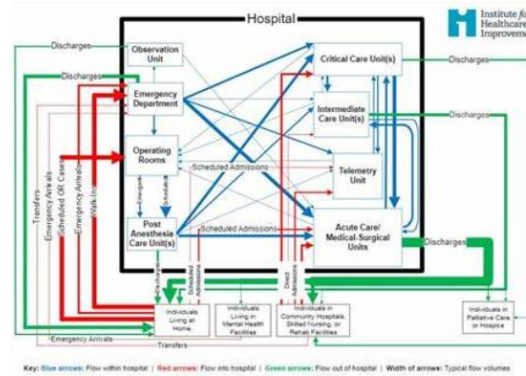 Hospital
Institute for
Healthcare
Improvement
Discharges
Observation
Unit
Critical Care Unit(s)
Discharges
Discharges
Emergency
Department
Intermediate
Care Unit(s)
Discharges
Operating
Rooms
Scheduled Admissions
Telemetry
Unit
Transfers
Emergency Arrivals
Scheduled OR Cases
Emergency Arrivals
Walk-Ins
Emergent
Scheduled
Post
Anesthesia
Care Unit(s)
Scheduled Admissions
Acute Care/
Medical-Surgical
Units
Discharges
Discharges
Scheduled
Admissions
Direct
Admissions
Individuals
Living at
Home
Individuals
Living in
Mental Health
Facilities
Individuals in
Community Hospitals,
Skilled Nursing, or
Rehab Facilities
Individuals in
Palliative Care
or Hospice
Emergency Arrivals
Transfers
Key: Blue arrows: Flow within hospital | Red arrows: Flow into hospital | Green arrows: Flow out of hospital | Width of arrows: Typical flow volumes